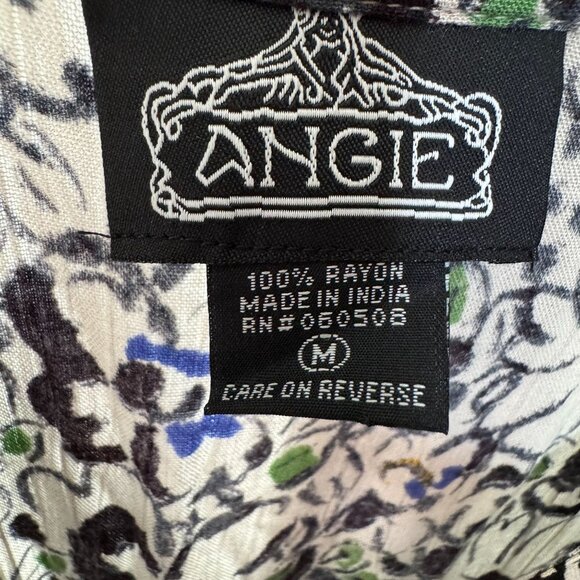 ANGIE
100% RAYON
MADE IN INDIA
RN#060508
M
CARE ON REVERSE